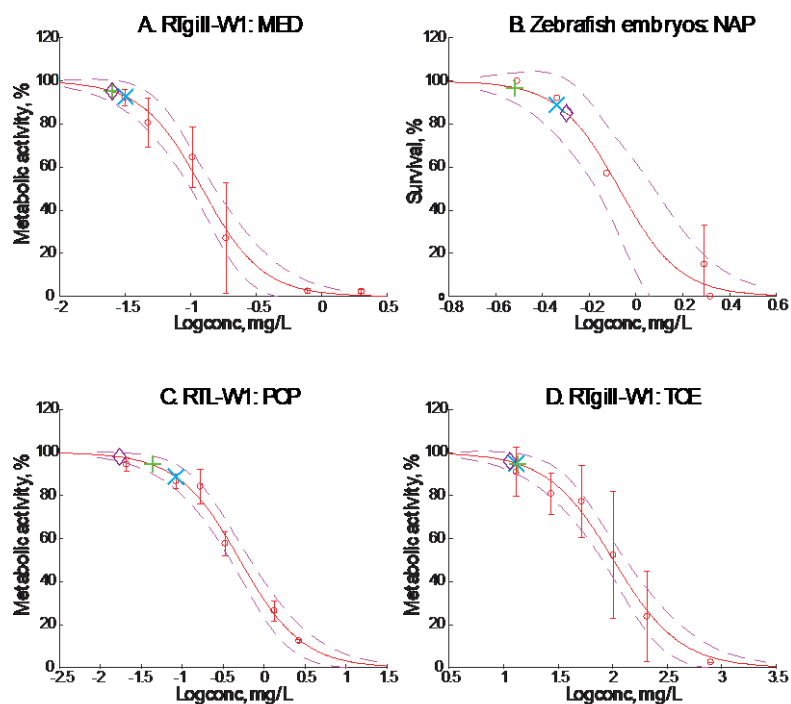 A. RTgill-W1: MED
120
100
80
60
40
20
0
Metabolic activity, %
-2 -1.5 -1 -0.5 0 0.5
Logconc, mg/L
B. Zebrafish embryos: NAP
120
100
80
60
40
20
0
Survival, %
-0.8 -0.6 -0.4 -0.2 0 0.2 0.4 0.6
Logconc, mg/L
C. RTL-W1: PCP
120
100
80
60
40
20
0
Metabolic activity, %
-2.5 -2 -1.5 -1 -0.5 0 0.5 1 1.5
Logconc, mg/L
D. RTgill-W1: TCE
120
100
80
60
40
20
0
Metabolic activity, %
0.5 1 1.5 2 2.5 3 3.5
Logconc, mg/L